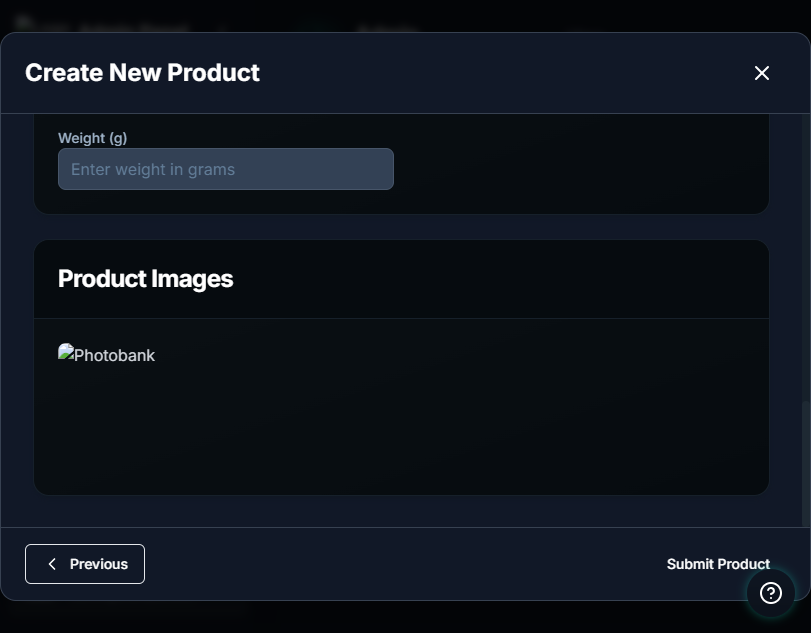 Create New Product
Weight (g)
Enter weight in grams
Product Images
Photobank
Previous
Submit Product